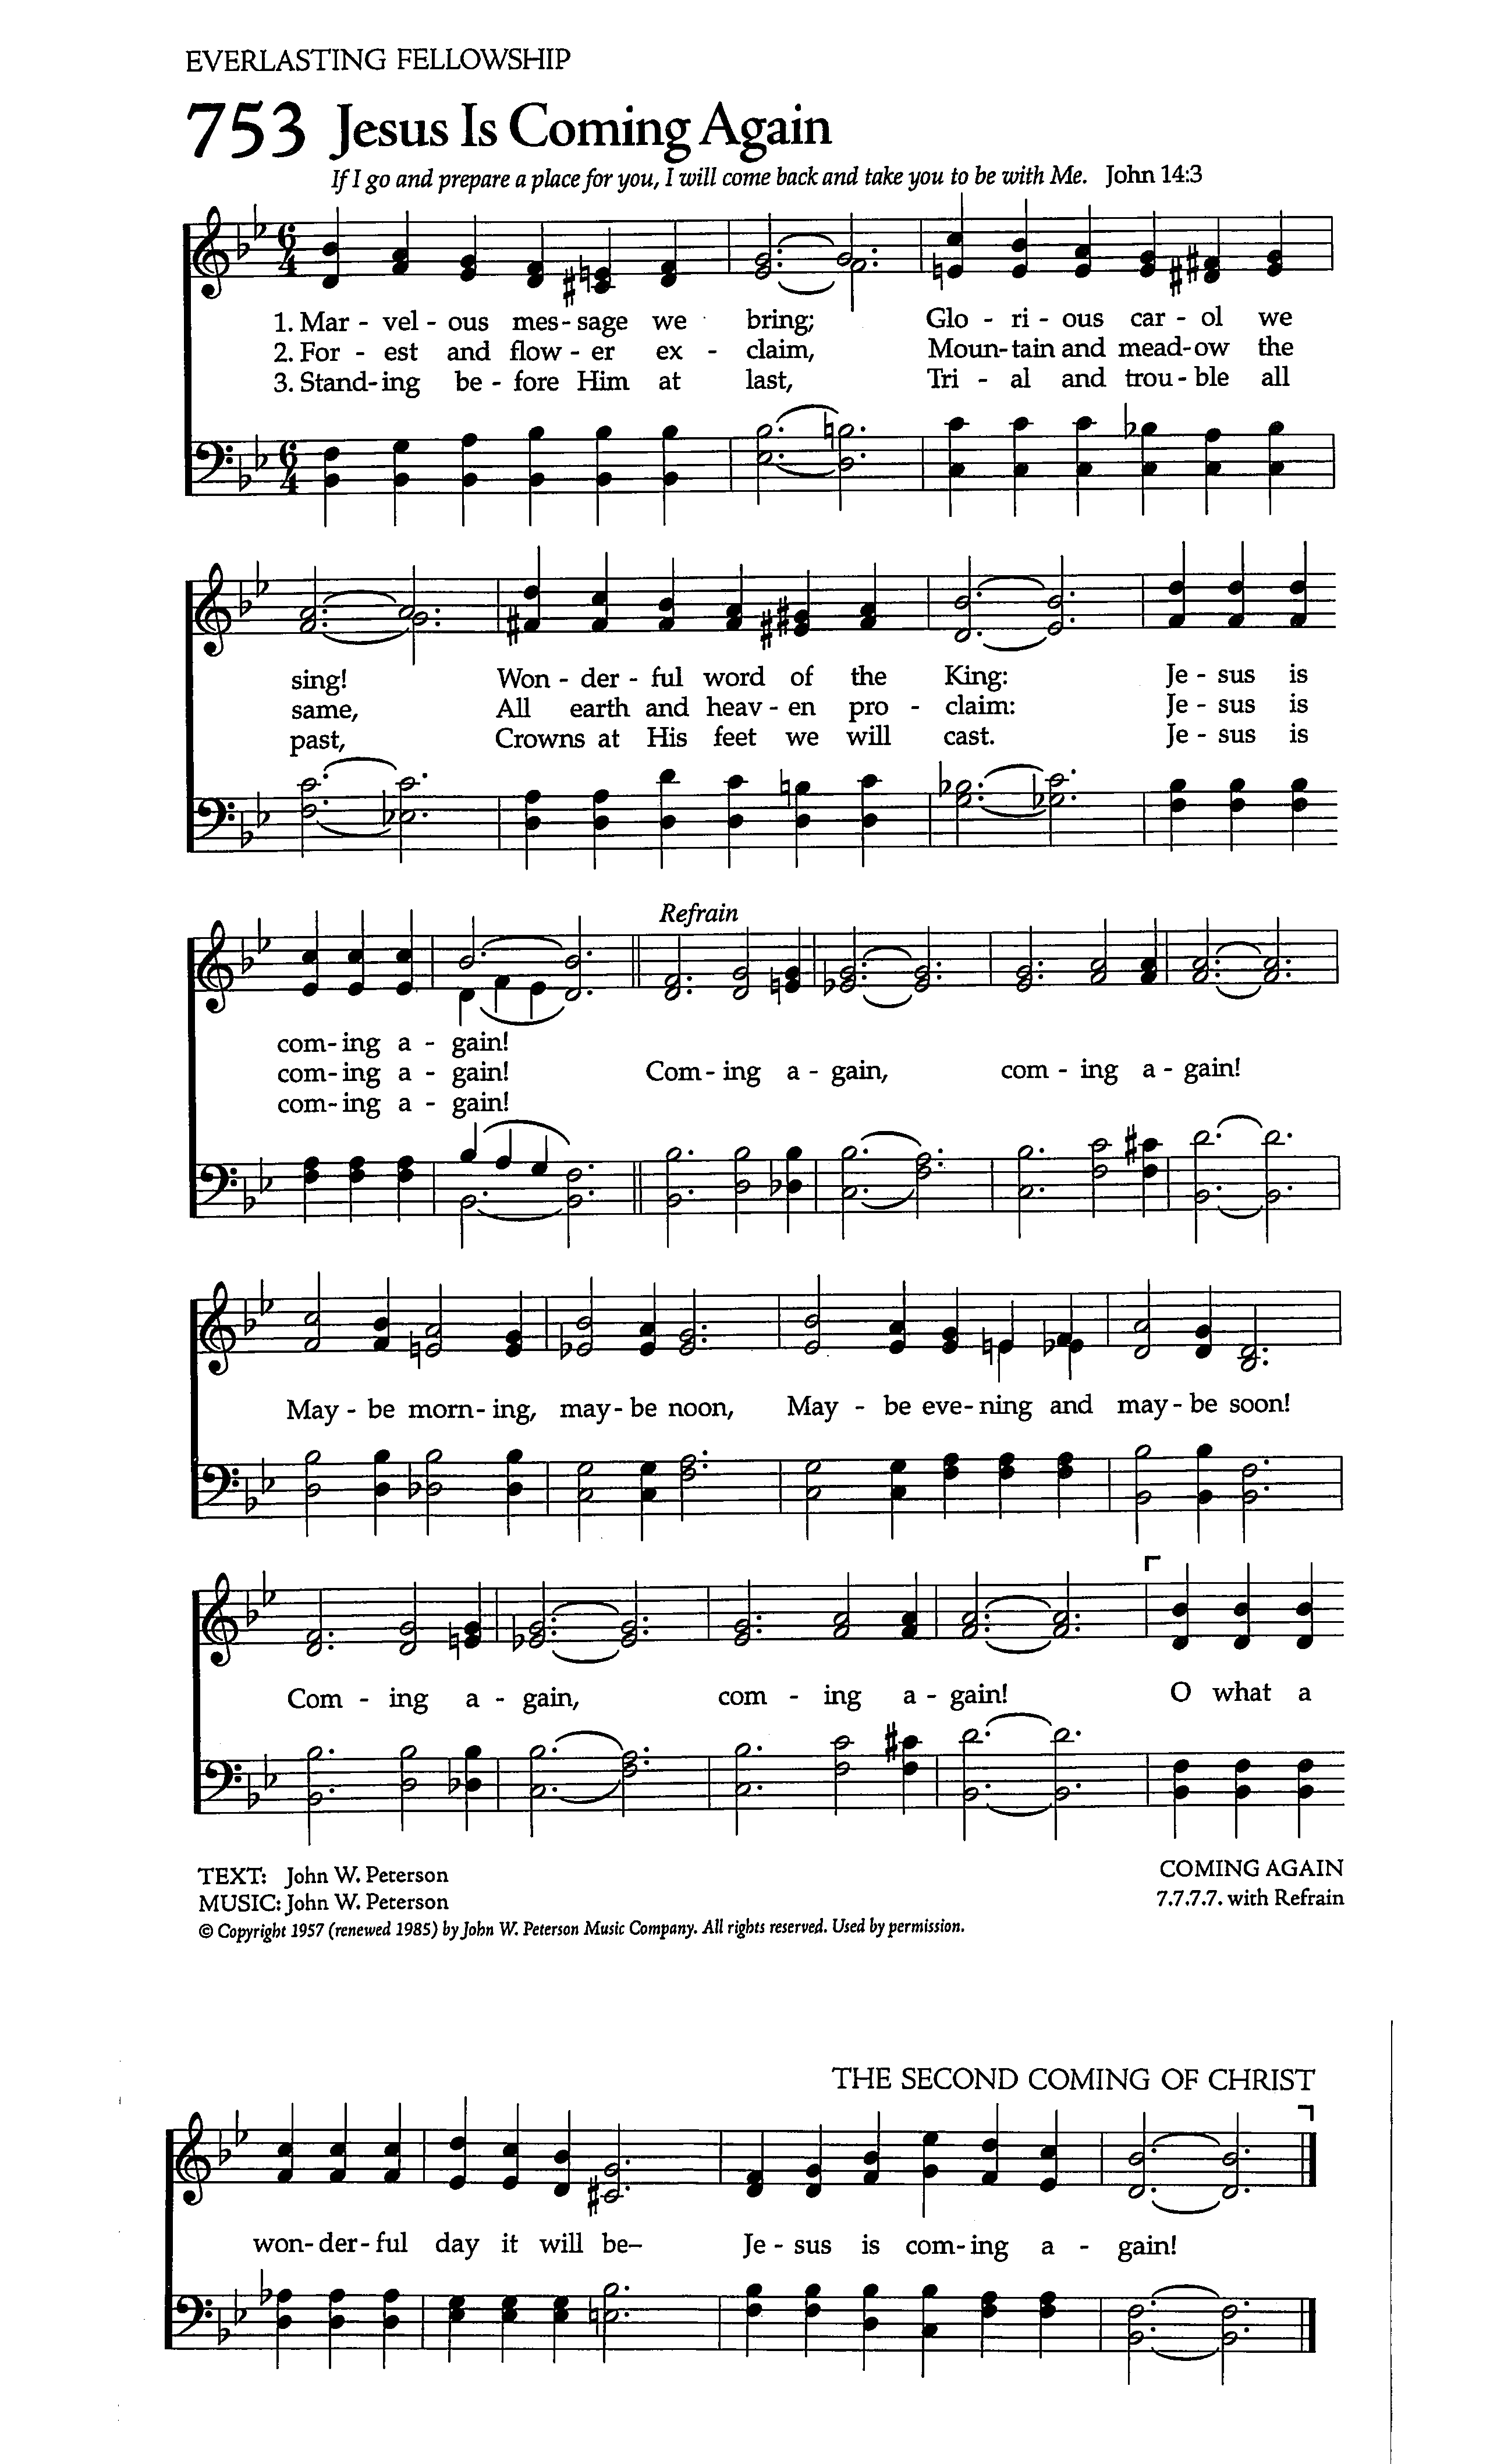 EVERLASTING FELLOWSHIP
753 Jesus Is Coming Again
If I go and prepare a place for you, I will come back and take you to be with Me. John 14:3
6 4
1. Mar - vel - ous mes - sage we bring; Glo - ri - ous car - ol we
2. For - est and flow - er ex - claim, Moun - tain and mead - ow the
3. Stand - ing be - fore Him at last, Tri - al and trou - ble all
6 4
sing! Won - der - ful word of the King: Je - sus is
same, All earth and heav - en pro - claim: Je - sus is
past, Crowns at His feet we will cast. Je - sus is
Refrain
com - ing a - gain!
com - ing a - gain! Com - ing a - gain, com - ing a - gain!
com - ing a - gain!
May - be morn - ing, may - be noon, May - be eve - ning and may - be soon!
Com - ing a - gain, com - ing a - gain! O what a
TEXT: John W. Peterson COMING AGAIN
MUSIC: John W. Peterson 7.7.7.7. with Refrain
© Copyright 1957 (renewed 1985) by John W. Peterson Music Company. All rights reserved. Used by permission.
THE SECOND COMING OF CHRIST
won - der - ful day it will be– Je - sus is com - ing a - gain!